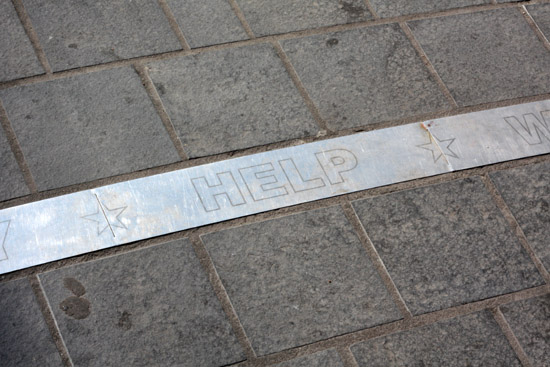 Y ☆ HELP ☆ W